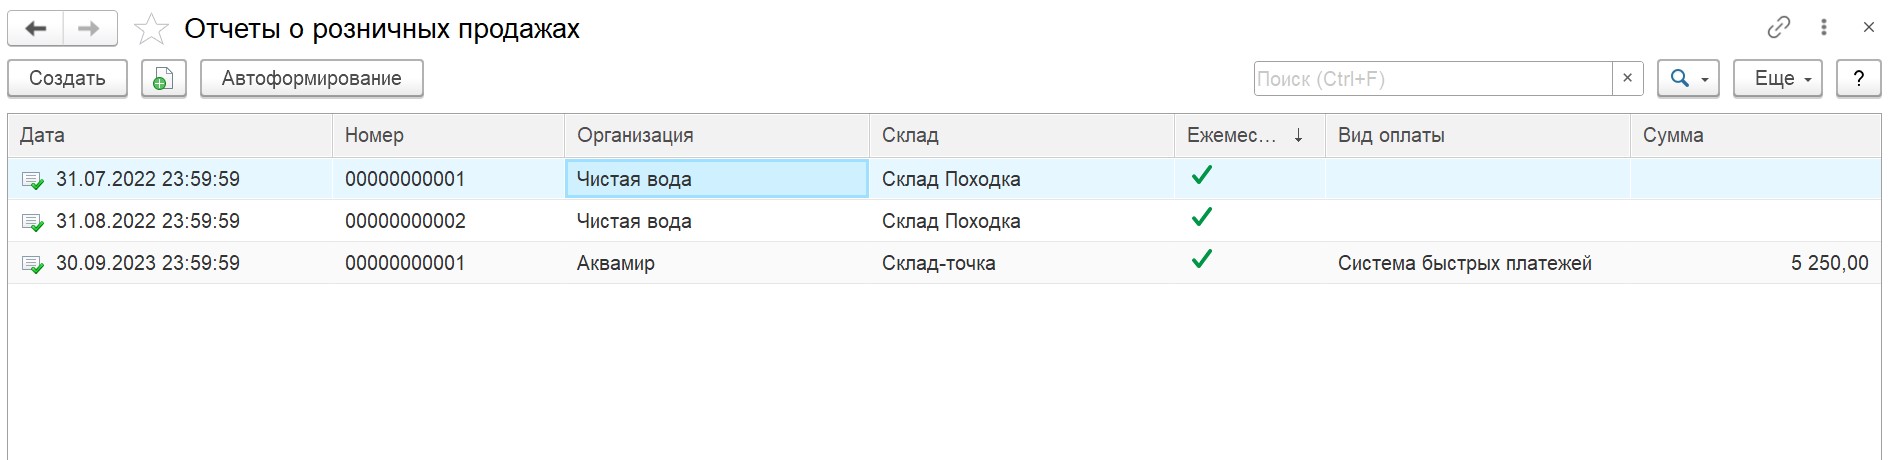 Отчеты о розничных продажах
Создать Автоформирование Поиск (Ctrl+F) × Еще ?
Дата Номер Организация Склад Ежемес... ↓ Вид оплаты Сумма
31.07.2022 23:59:59 00000000001 Чистая вода Склад Походка
31.08.2022 23:59:59 00000000002 Чистая вода Склад Походка
30.09.2023 23:59:59 00000000001 Аквамир Склад-точка Система быстрых платежей 5 250,00